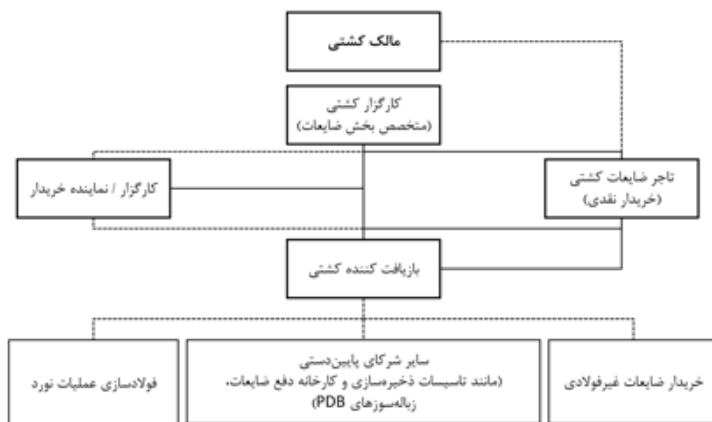 مالک کشتی
کارگزار کشتی
(متخصص بخش ضایعات)
تاجر ضایعات کشتی
(خریدار نقدی)
کارگزار / نماینده خریدار
بازیافت کننده کشتی
خریدار ضایعات غیرفولادی
سایر شرکای پایین‌دستی
(مانند تاسیسات ذخیره‌سازی و کارخانه دفع ضایعات،
زباله‌سوزهای PDB)
فولادسازی عملیات نورد